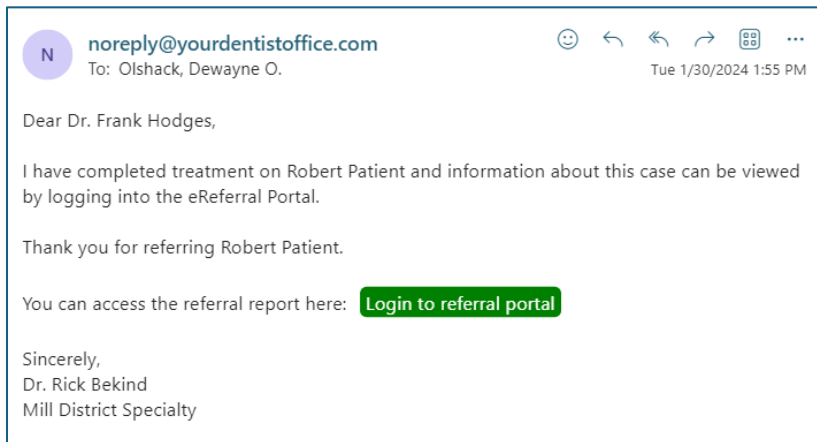 N
noreply@yourdentistoffice.com
To: Olshack, Dewayne O.
Tue 1/30/2024 1:55 PM
Dear Dr. Frank Hodges,
I have completed treatment on Robert Patient and information about this case can be viewed
by logging into the eReferral Portal.
Thank you for referring Robert Patient.
You can access the referral report here: Login to referral portal
Sincerely,
Dr. Rick Bekind
Mill District Specialty